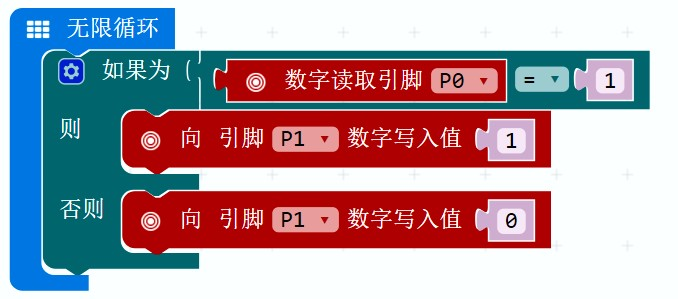 无限循环
如果为 ( 数字读取引脚 P0 = 1
则 向 引脚 P1 数字写入值 1
否则 向 引脚 P1 数字写入值 0